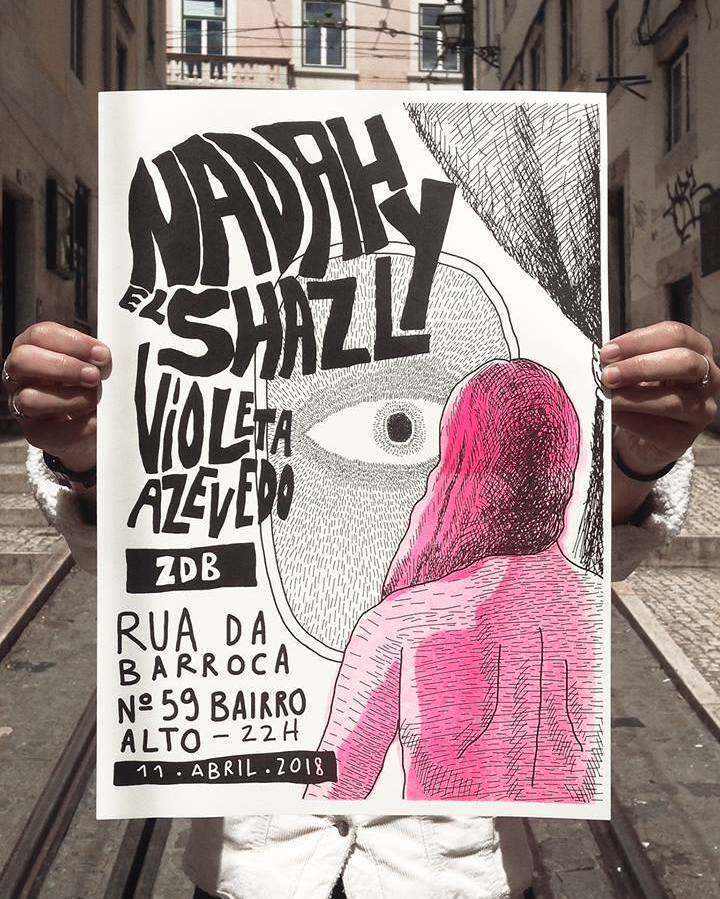 NADAH
EL SHAZLY
VIOLETA
AZEVEDO
ZDB
RUA DA
BARROCA
Nº 59 BAIRRO
ALTO – 22H
11 . ABRIL . 2018